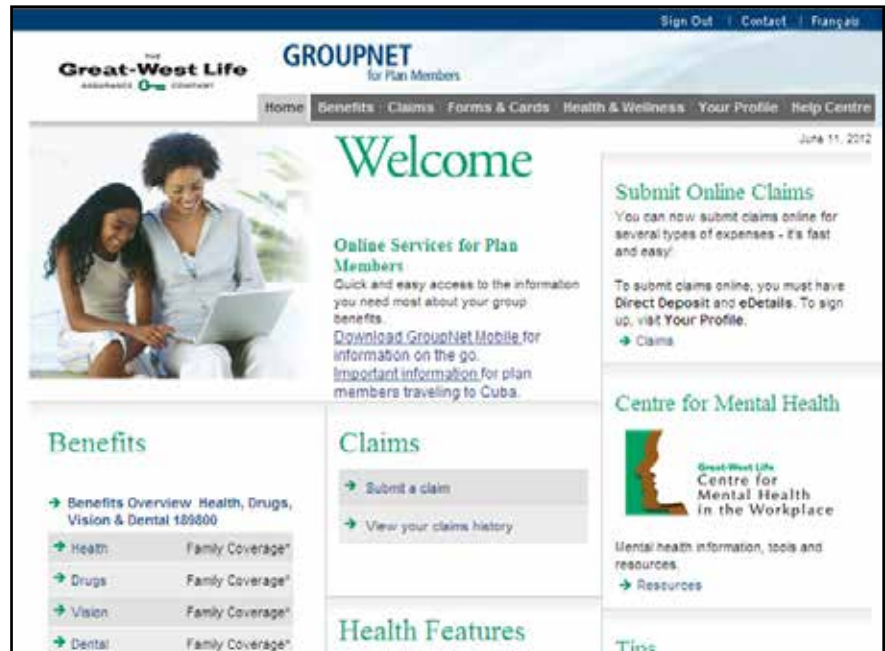 Sign Out | Contact | Français
THE
Great-West Life
ASSURANCE COMPANY
GROUPNET
for Plan Members
Home Benefits Claims Forms & Cards Health & Wellness Your Profile Help Centre
June 11, 2012
Welcome
Online Services for Plan
Members
Quick and easy access to the information
you need most about your group
benefits.
Download GroupNet Mobile for
information on the go.
Important information for plan
members traveling to Cuba.
Submit Online Claims
You can now submit claims online for
several types of expenses - it's fast
and easy!
To submit claims online, you must have
Direct Deposit and eDetails. To sign
up, visit Your Profile.
Claims
Centre for Mental Health
Great-West Life
Centre for
Mental Health
in the Workplace
Mental health information, tools and
resources.
Resources
Benefits
Benefits Overview Health, Drugs,
Vision & Dental 189800
Health Family Coverage*
Drugs Family Coverage*
Vision Family Coverage*
Dental Family Coverage*
Claims
Submit a claim
View your claims history
Health Features
Tips